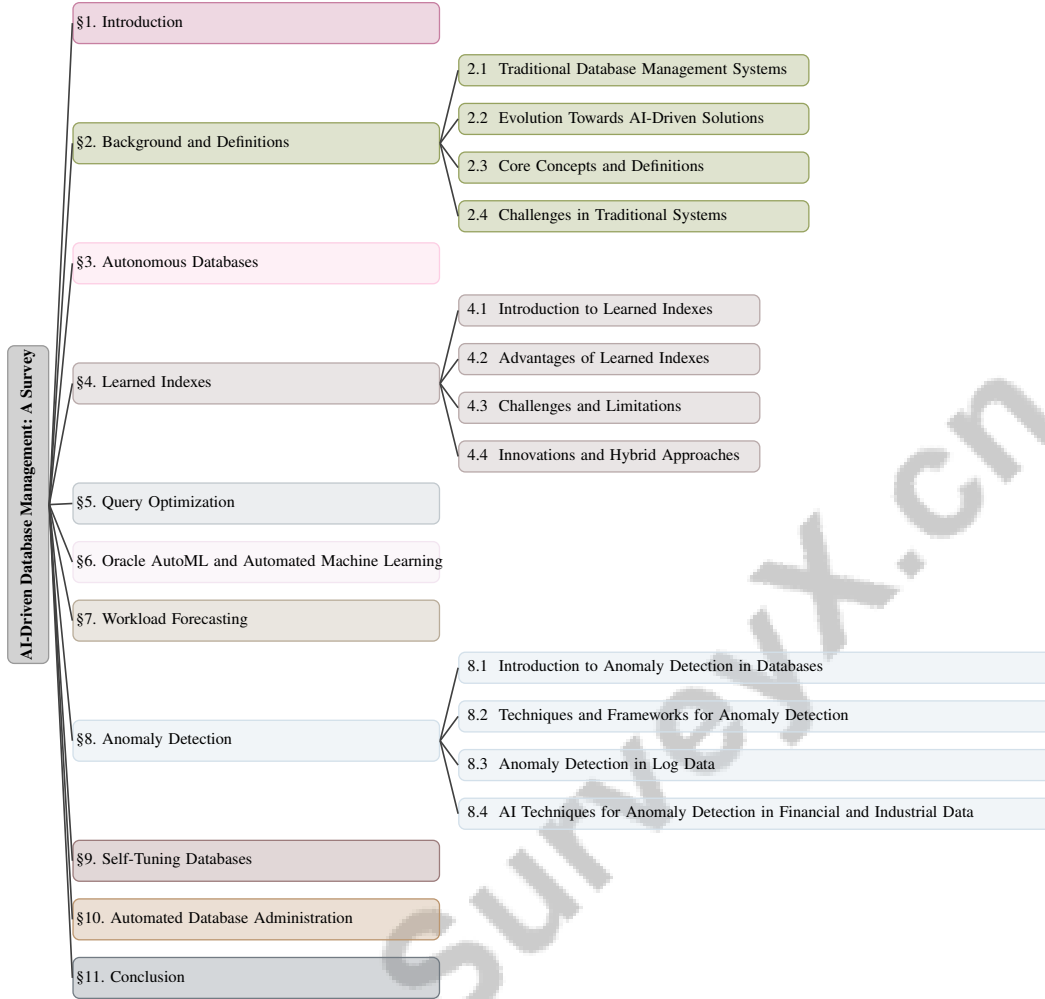 AI-Driven Database Management: A Survey
§1. Introduction
§2. Background and Definitions
2.1 Traditional Database Management Systems
2.2 Evolution Towards AI-Driven Solutions
2.3 Core Concepts and Definitions
2.4 Challenges in Traditional Systems
§3. Autonomous Databases
§4. Learned Indexes
4.1 Introduction to Learned Indexes
4.2 Advantages of Learned Indexes
4.3 Challenges and Limitations
4.4 Innovations and Hybrid Approaches
§5. Query Optimization
§6. Oracle AutoML and Automated Machine Learning
§7. Workload Forecasting
§8. Anomaly Detection
8.1 Introduction to Anomaly Detection in Databases
8.2 Techniques and Frameworks for Anomaly Detection
8.3 Anomaly Detection in Log Data
8.4 AI Techniques for Anomaly Detection in Financial and Industrial Data
§9. Self-Tuning Databases
§10. Automated Database Administration
§11. Conclusion
Surveyx.cn